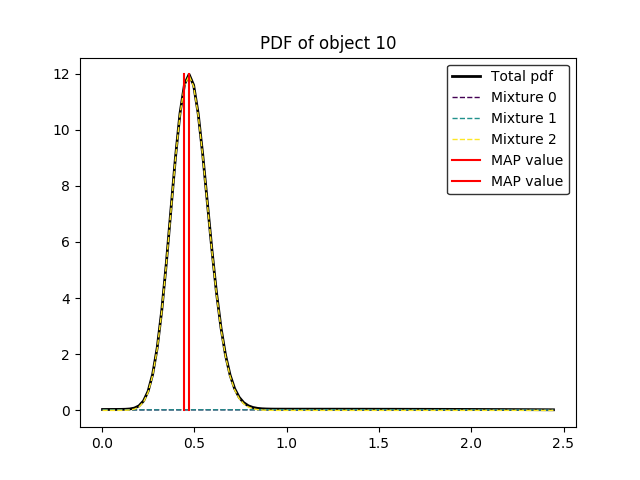 PDF of object 10
Total pdf
Mixture 0
Mixture 1
Mixture 2
MAP value
MAP value
12
10
8
6
4
2
0
0.0 0.5 1.0 1.5 2.0 2.5